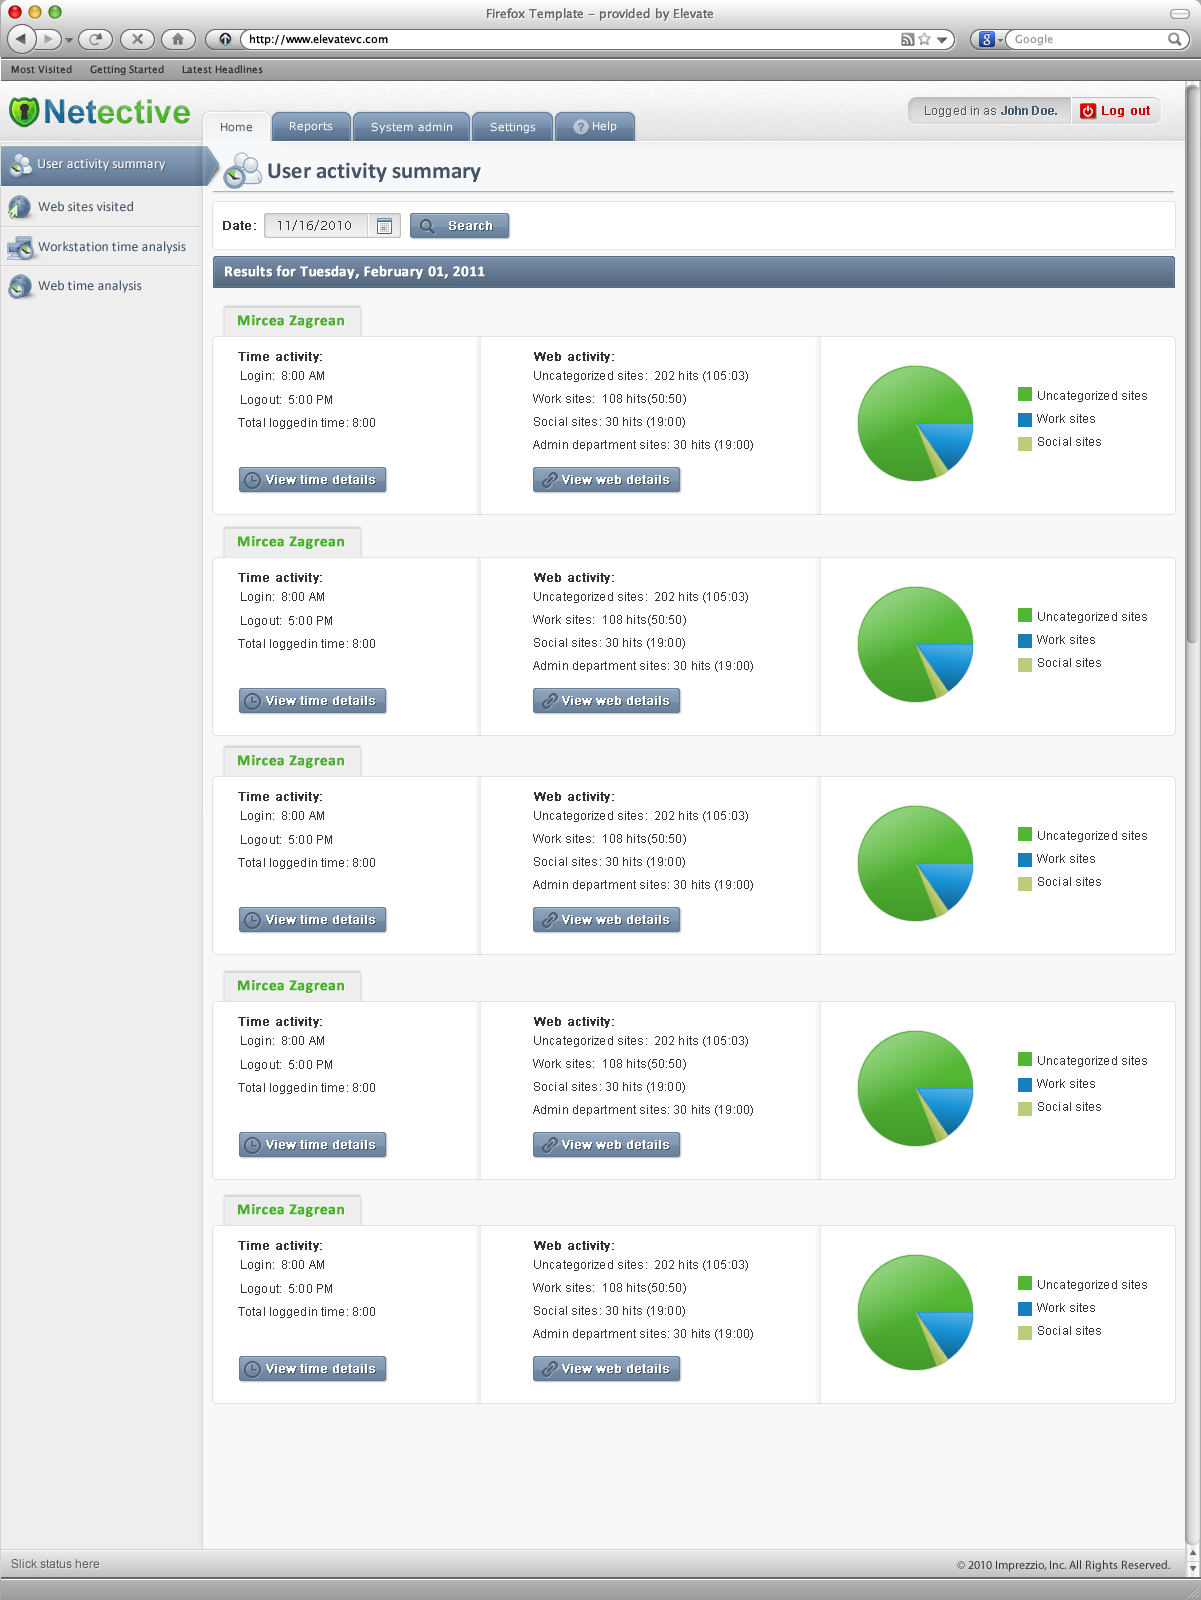 Firefox Template – provided by Elevate
http://www.elevatevc.com
Google
Most Visited Getting Started Latest Headlines
Netective
Home Reports System admin Settings Help
Logged in as John Doe. Log out
User activity summary
Web sites visited
Workstation time analysis
Web time analysis
User activity summary
Date: 11/16/2010 Search
Results for Tuesday, February 01, 2011
Mircea Zagrean
Time activity:
Login: 8:00 AM
Logout: 5:00 PM
Total loggedin time: 8:00
View time details
Web activity:
Uncategorized sites: 202 hits (105:03)
Work sites: 108 hits(50:50)
Social sites: 30 hits (19:00)
Admin department sites: 30 hits (19:00)
View web details
Uncategorized sites
Work sites
Social sites
Mircea Zagrean
Time activity:
Login: 8:00 AM
Logout: 5:00 PM
Total loggedin time: 8:00
View time details
Web activity:
Uncategorized sites: 202 hits (105:03)
Work sites: 108 hits(50:50)
Social sites: 30 hits (19:00)
Admin department sites: 30 hits (19:00)
View web details
Uncategorized sites
Work sites
Social sites
Mircea Zagrean
Time activity:
Login: 8:00 AM
Logout: 5:00 PM
Total loggedin time: 8:00
View time details
Web activity:
Uncategorized sites: 202 hits (105:03)
Work sites: 108 hits(50:50)
Social sites: 30 hits (19:00)
Admin department sites: 30 hits (19:00)
View web details
Uncategorized sites
Work sites
Social sites
Mircea Zagrean
Time activity:
Login: 8:00 AM
Logout: 5:00 PM
Total loggedin time: 8:00
View time details
Web activity:
Uncategorized sites: 202 hits (105:03)
Work sites: 108 hits(50:50)
Social sites: 30 hits (19:00)
Admin department sites: 30 hits (19:00)
View web details
Uncategorized sites
Work sites
Social sites
Mircea Zagrean
Time activity:
Login: 8:00 AM
Logout: 5:00 PM
Total loggedin time: 8:00
View time details
Web activity:
Uncategorized sites: 202 hits (105:03)
Work sites: 108 hits(50:50)
Social sites: 30 hits (19:00)
Admin department sites: 30 hits (19:00)
View web details
Uncategorized sites
Work sites
Social sites
Slick status here
© 2010 Imprezzio, Inc. All Rights Reserved.